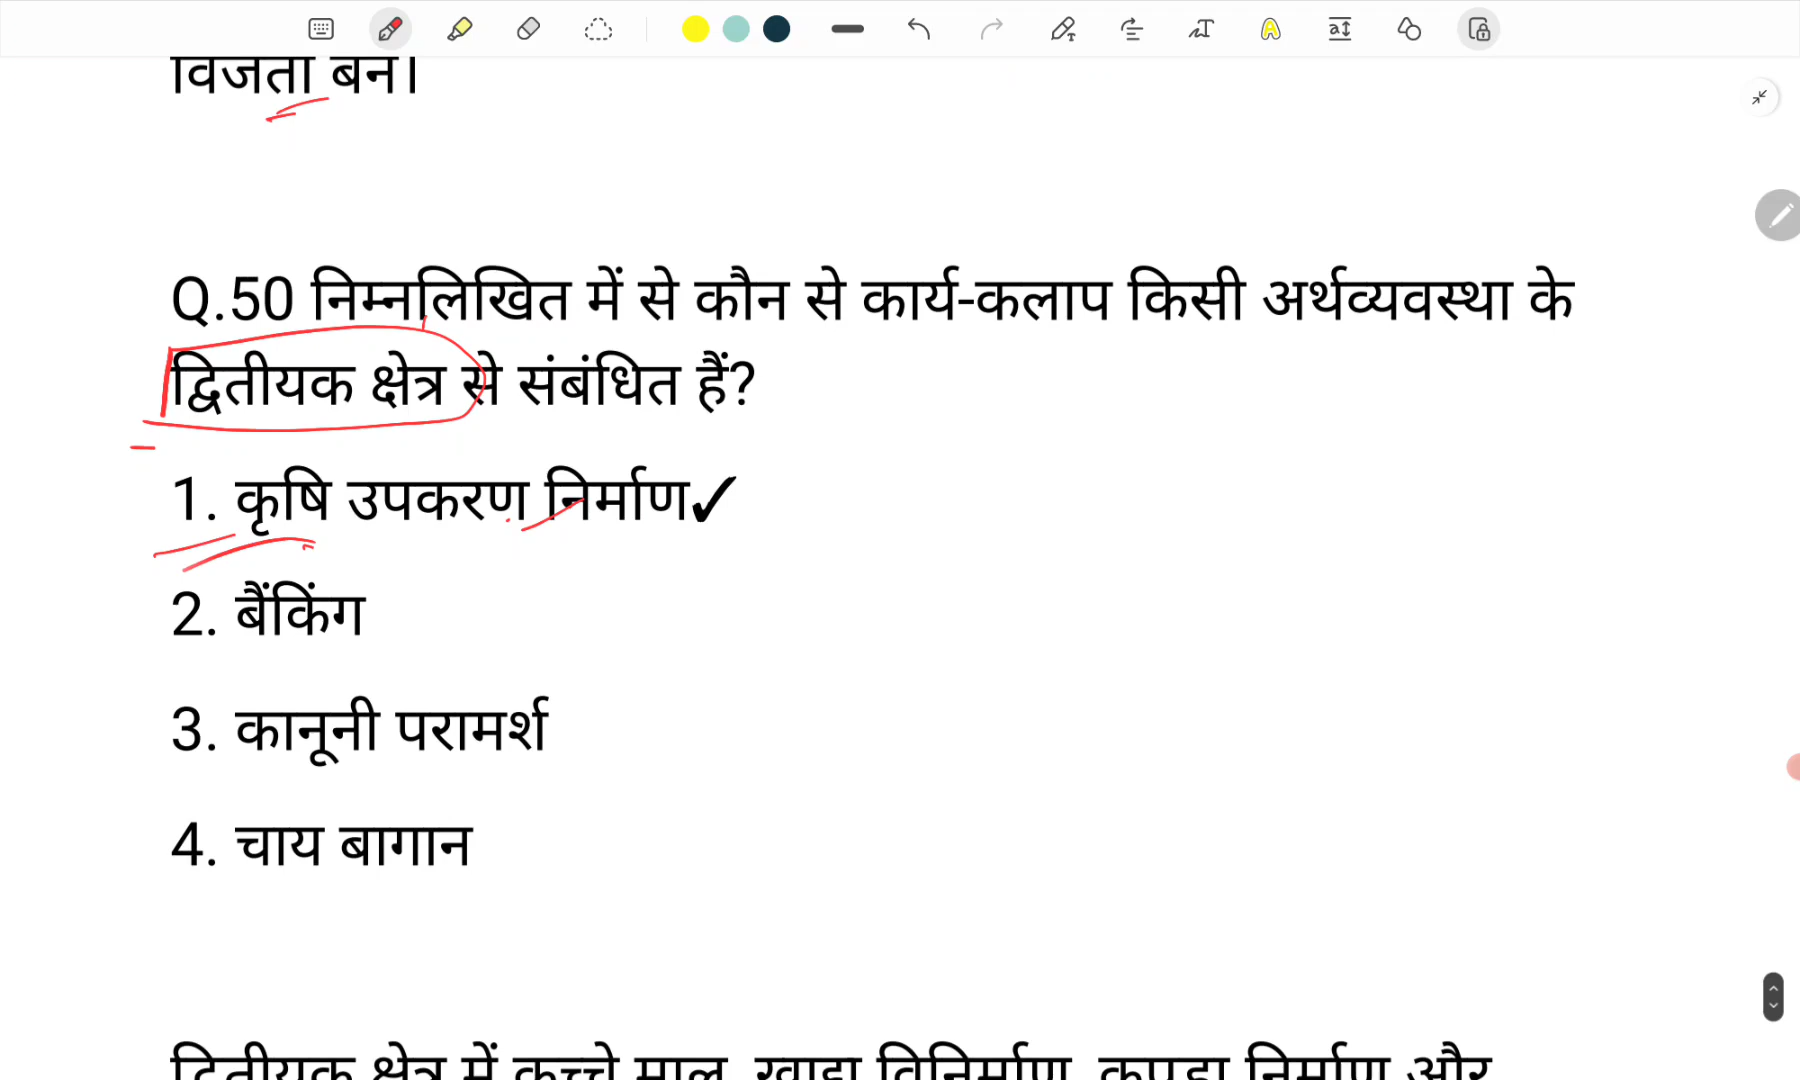 विजेता बने।
Q.50 निम्नलिखित में से कौन से कार्य-कलाप किसी अर्थव्यवस्था के
द्वितीयक क्षेत्र से संबंधित हैं?
1. कृषि उपकरण निर्माण✓
2. बैंकिंग
3. कानूनी परामर्श
4. चाय बागान
द्वितीयक क्षेत्र में कच्चे माल, खाद्य विनिर्माण, कपड़ा निर्माण और